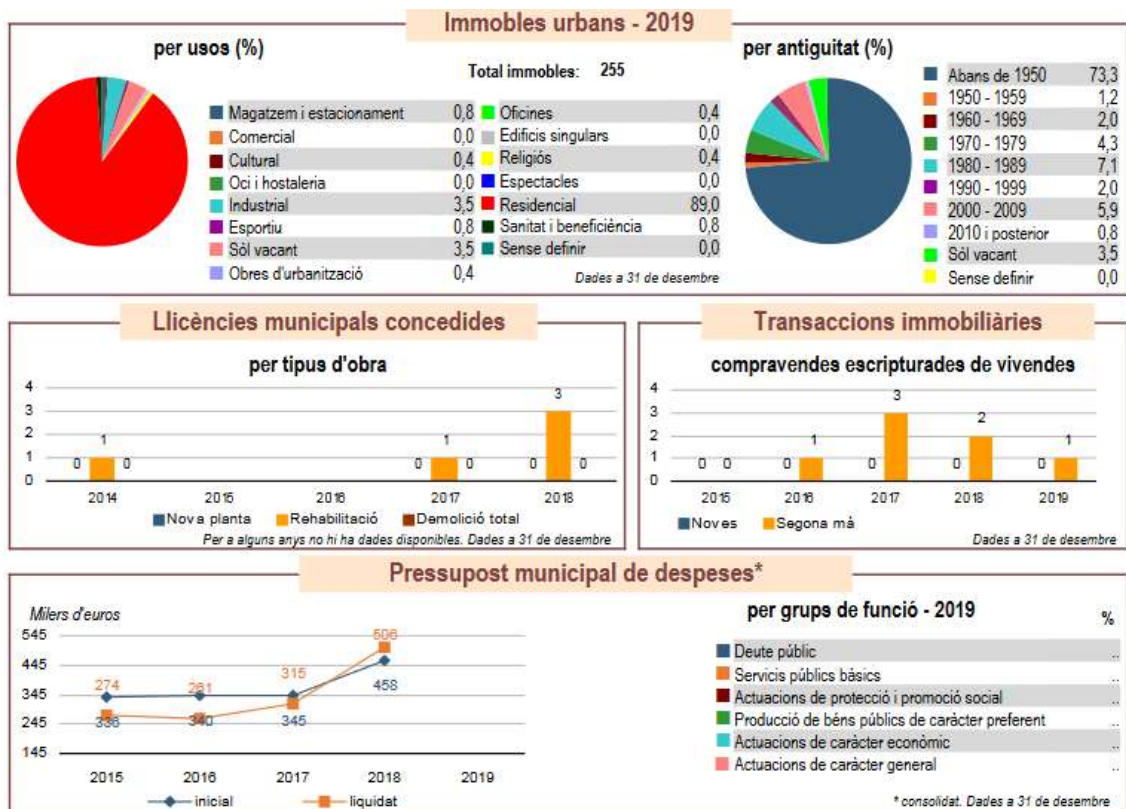 Immobles urbans - 2019
per usos (%)
Total immobles: 255
Magatzem i estacionament 0,8
Comercial 0,0
Cultural 0,4
Oci i hostaleria 0,0
Industrial 3,5
Esportiu 0,8
Sòl vacant 3,5
Obres d'urbanització 0,4
Oficines 0,4
Edificis singulars 0,0
Religiós 0,4
Espectacles 0,0
Residencial 89,0
Sanitat i beneficiència 0,8
Sense definir 0,0
Dades a 31 de desembre
per antiguitat (%)
Abans de 1950 73,3
1950 - 1959 1,2
1960 - 1969 2,0
1970 - 1979 4,3
1980 - 1989 7,1
1990 - 1999 2,0
2000 - 2009 5,9
2010 i posterior 0,8
Sòl vacant 3,5
Sense definir 0,0
Llicències municipals concedides
per tipus d'obra
4
3
2
1
0
0 1 0
0 1 0
0 3 0
2014 2015 2016 2017 2018
Nova planta Rehabilitació Demolició total
Per a alguns anys no hi ha dades disponibles. Dades a 31 de desembre
Transaccions immobiliàries
compravendes escripturades de vivendes
4
3
2
1
0
0 0
0 1
0 3
0 2
0 1
2015 2016 2017 2018 2019
Noves Segona mà
Dades a 31 de desembre
Pressupost municipal de despeses*
Milers d'euros
545
445
345
245
145
274 261 315 506
336 340 345 458
2015 2016 2017 2018 2019
inicial liquidat
per grups de funció - 2019 %
Deute públic ..
Servicis públics bàsics ..
Actuacions de protecció i promoció social ..
Producció de béns públics de caràcter preferent ..
Actuacions de caràcter econòmic ..
Actuacions de caràcter general ..
* consolidat. Dades a 31 de desembre